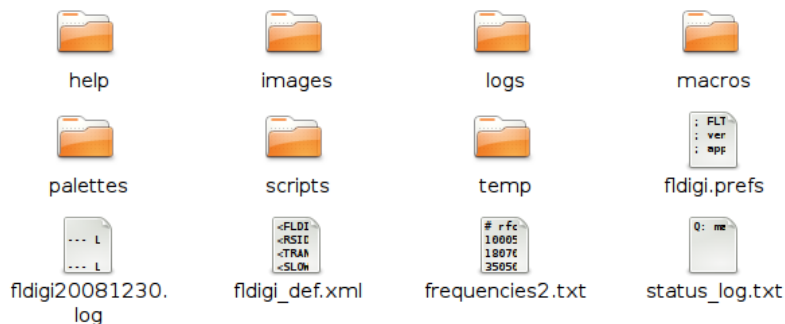 help
images
logs
macros
; FLT
; ver
; app
palettes
scripts
temp
fldigi.prefs
--- L
--- L
<FLDI
<RSID
<TRAN
<SLOW
# rfc
10005
18070
35050
Q: me
fldigi20081230.
log
fldigi_def.xml
frequencies2.txt
status_log.txt